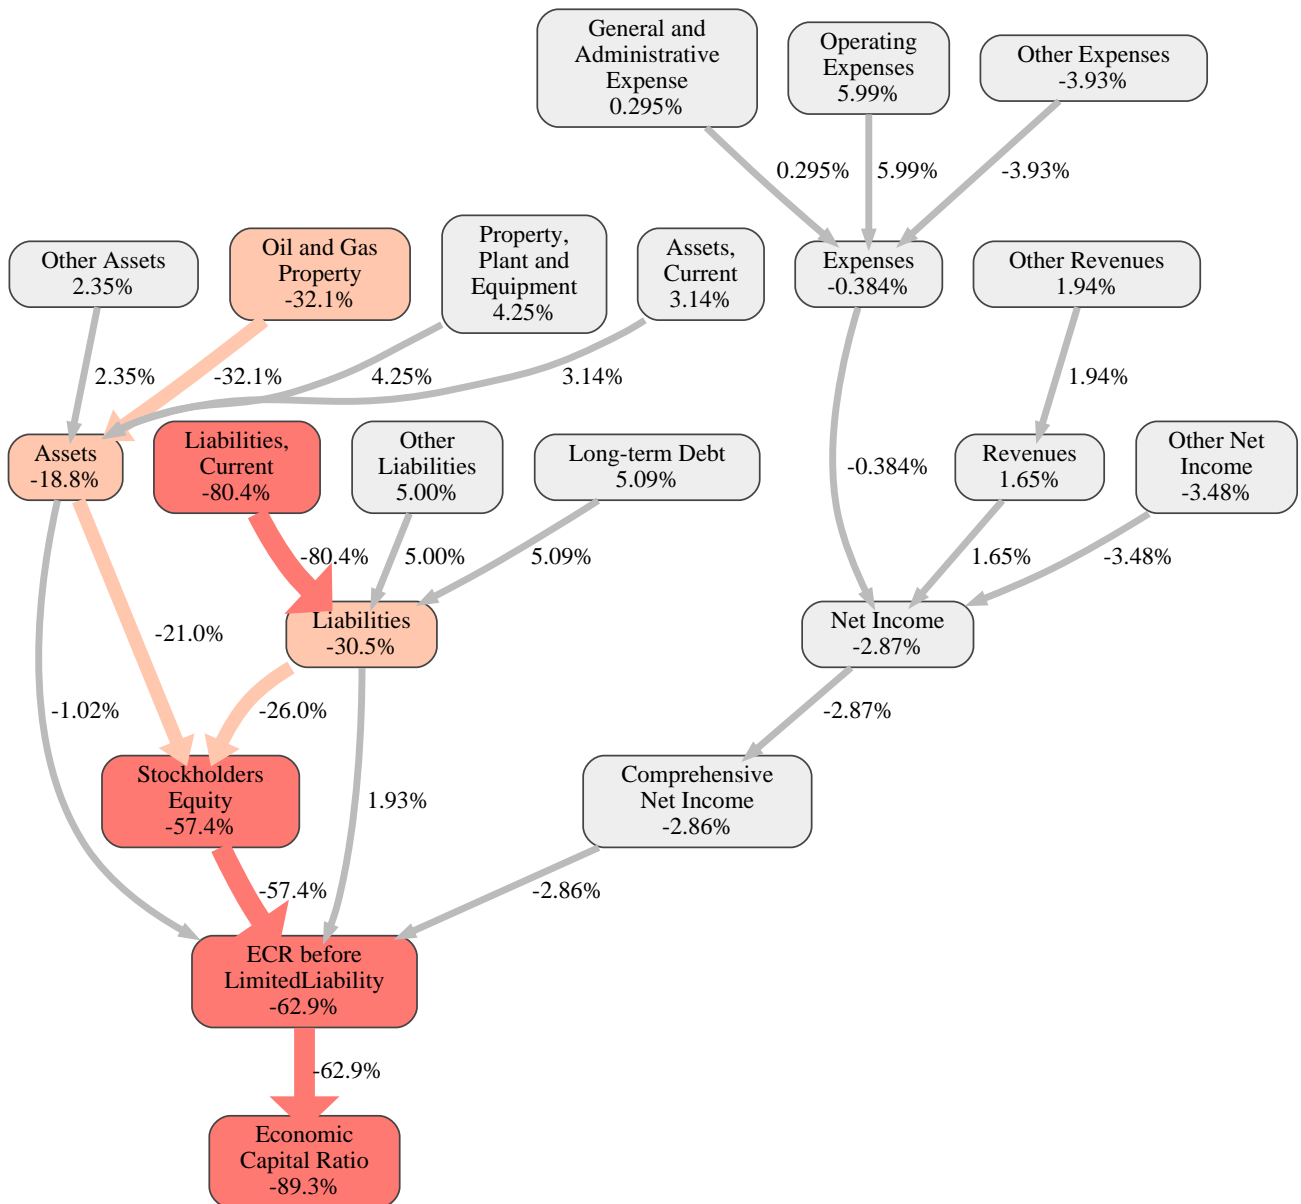 General and
Administrative
Expense
0.295%
Operating
Expenses
5.99%
Other Expenses
-3.93%
0.295%
5.99%
-3.93%
Other Assets
2.35%
Oil and Gas
Property
-32.1%
Property,
Plant and
Equipment
4.25%
Assets,
Current
3.14%
Expenses
-0.384%
Other Revenues
1.94%
2.35%
-32.1%
4.25%
3.14%
1.94%
Assets
-18.8%
Liabilities,
Current
-80.4%
Other
Liabilities
5.00%
Long-term Debt
5.09%
-0.384%
Revenues
1.65%
Other Net
Income
-3.48%
-80.4%
5.00%
5.09%
1.65%
-3.48%
-21.0%
Liabilities
-30.5%
Net Income
-2.87%
-1.02%
-26.0%
-2.87%
Stockholders
Equity
-57.4%
1.93%
Comprehensive
Net Income
-2.86%
-57.4%
-2.86%
ECR before
LimitedLiability
-62.9%
-62.9%
Economic
Capital Ratio
-89.3%